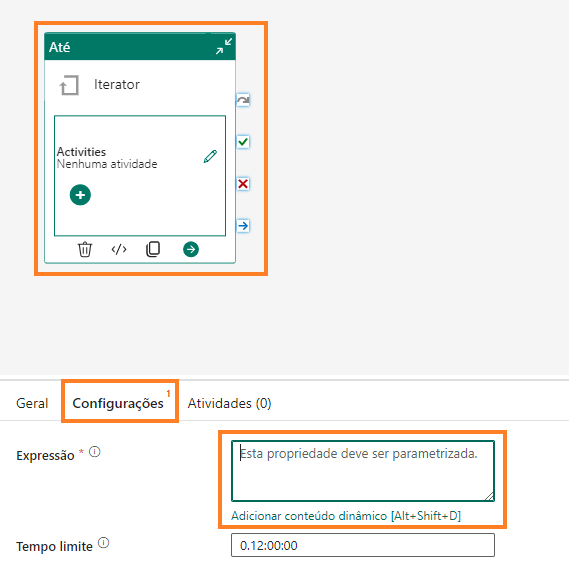 Até
Iterator
Activities
Nenhuma atividade
Geral
Configurações 1
Atividades (0)
Expressão *
Esta propriedade deve ser parametrizada.
Adicionar conteúdo dinâmico [Alt+Shift+D]
Tempo limite
0.12:00:00